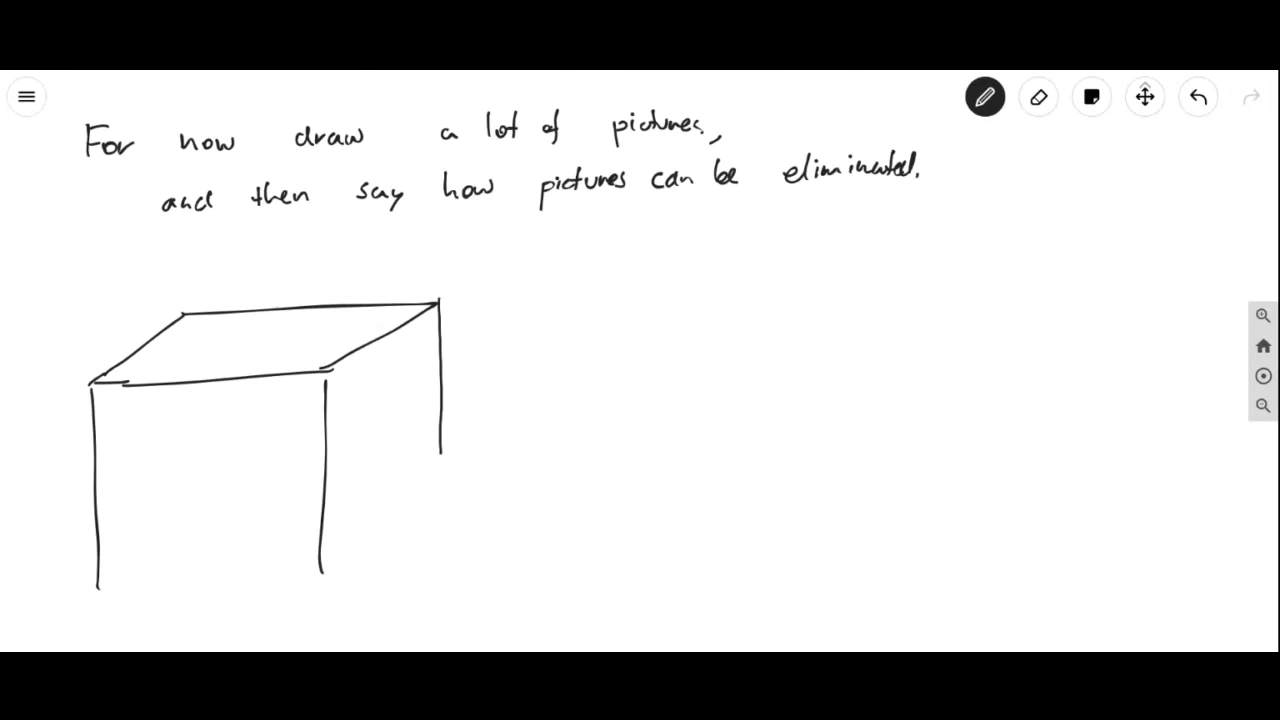 For now draw a lot of pictures,
and then say how pictures can be eliminated.